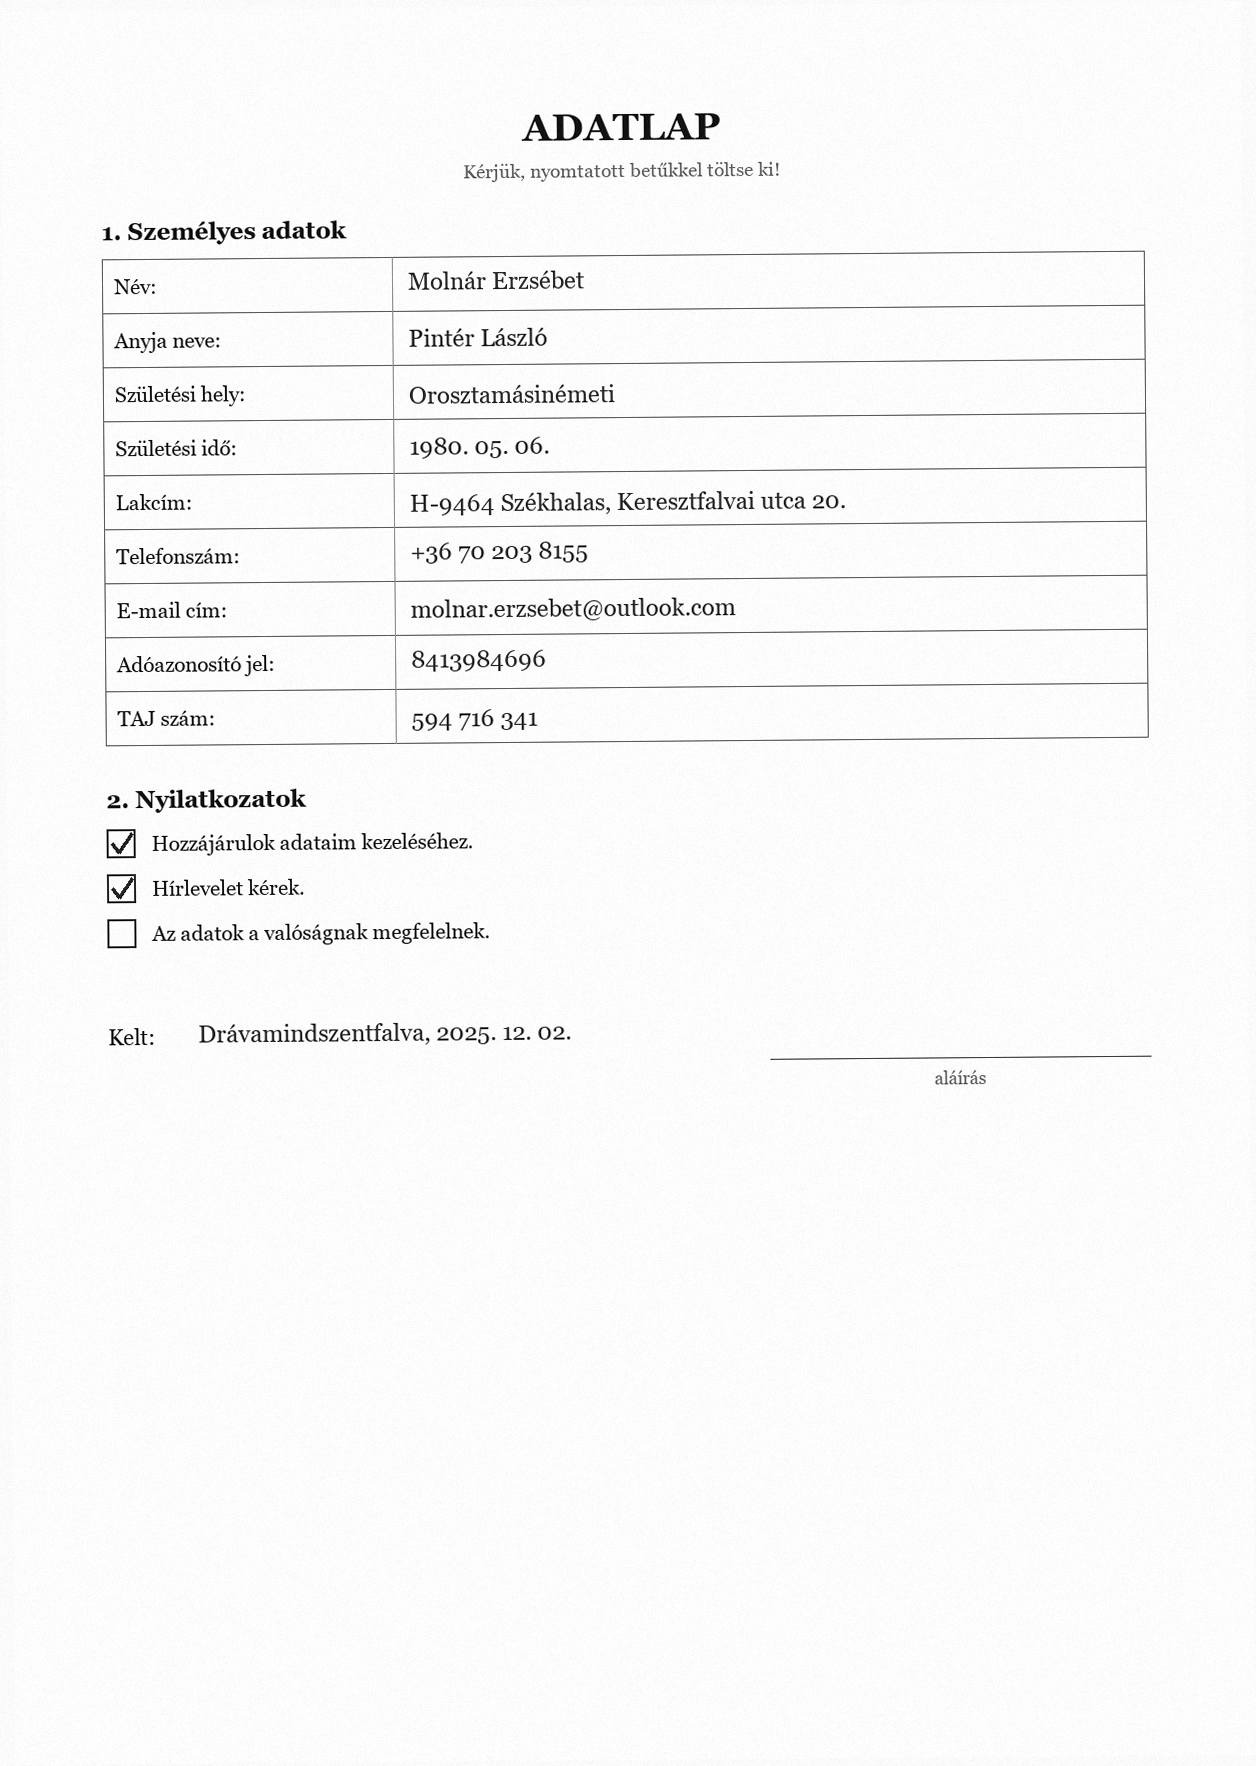 ADATLAP
Kérjük, nyomtatott betűkkel töltse ki!
1. Személyes adatok
Név: Molnár Erzsébet
Anyja neve: Pintér László
Születési hely: Orosztamásinémeti
Születési idő: 1980. 05. 06.
Lakcím: H-9464 Székhalas, Keresztfalvai utca 20.
Telefonszám: +36 70 203 8155
E-mail cím: molnar.erzsebet@outlook.com
Adóazonosító jel: 8413984696
TAJ szám: 594 716 341
2. Nyilatkozatok
Hozzájárulok adataim kezeléséhez.
Hírlevelet kérek.
Az adatok a valóságnak megfelelnek.
Kelt: Drávamindszentfalva, 2025. 12. 02.
aláírás